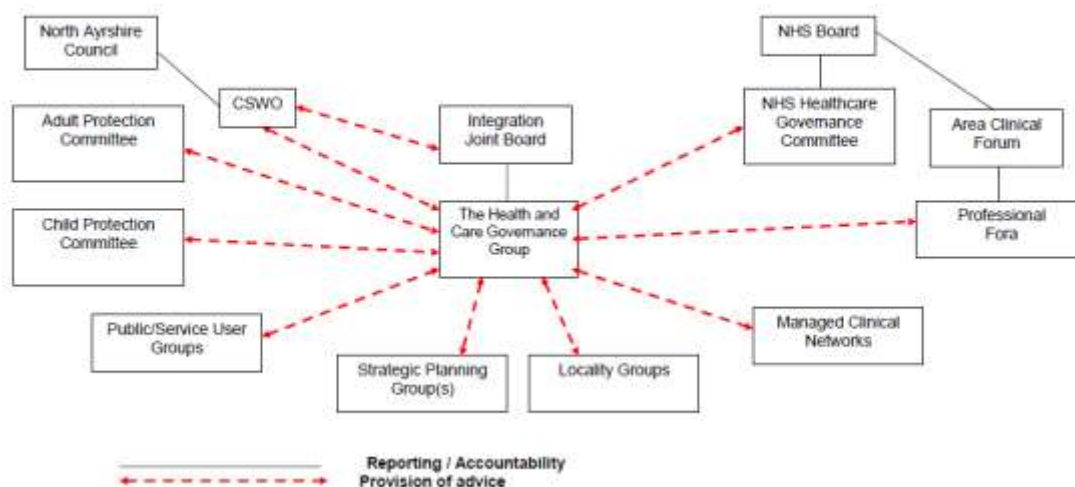 North Ayrshire
Council
NHS Board
CSWO
Adult Protection
Committee
Integration
Joint Board
NHS Healthcare
Governance
Committee
Area Clinical
Forum
Child Protection
Committee
The Health and
Care Governance
Group
Professional
Fora
Public/Service User
Groups
Managed Clinical
Networks
Strategic Planning
Group(s)
Locality Groups
Reporting / Accountability
Provision of advice